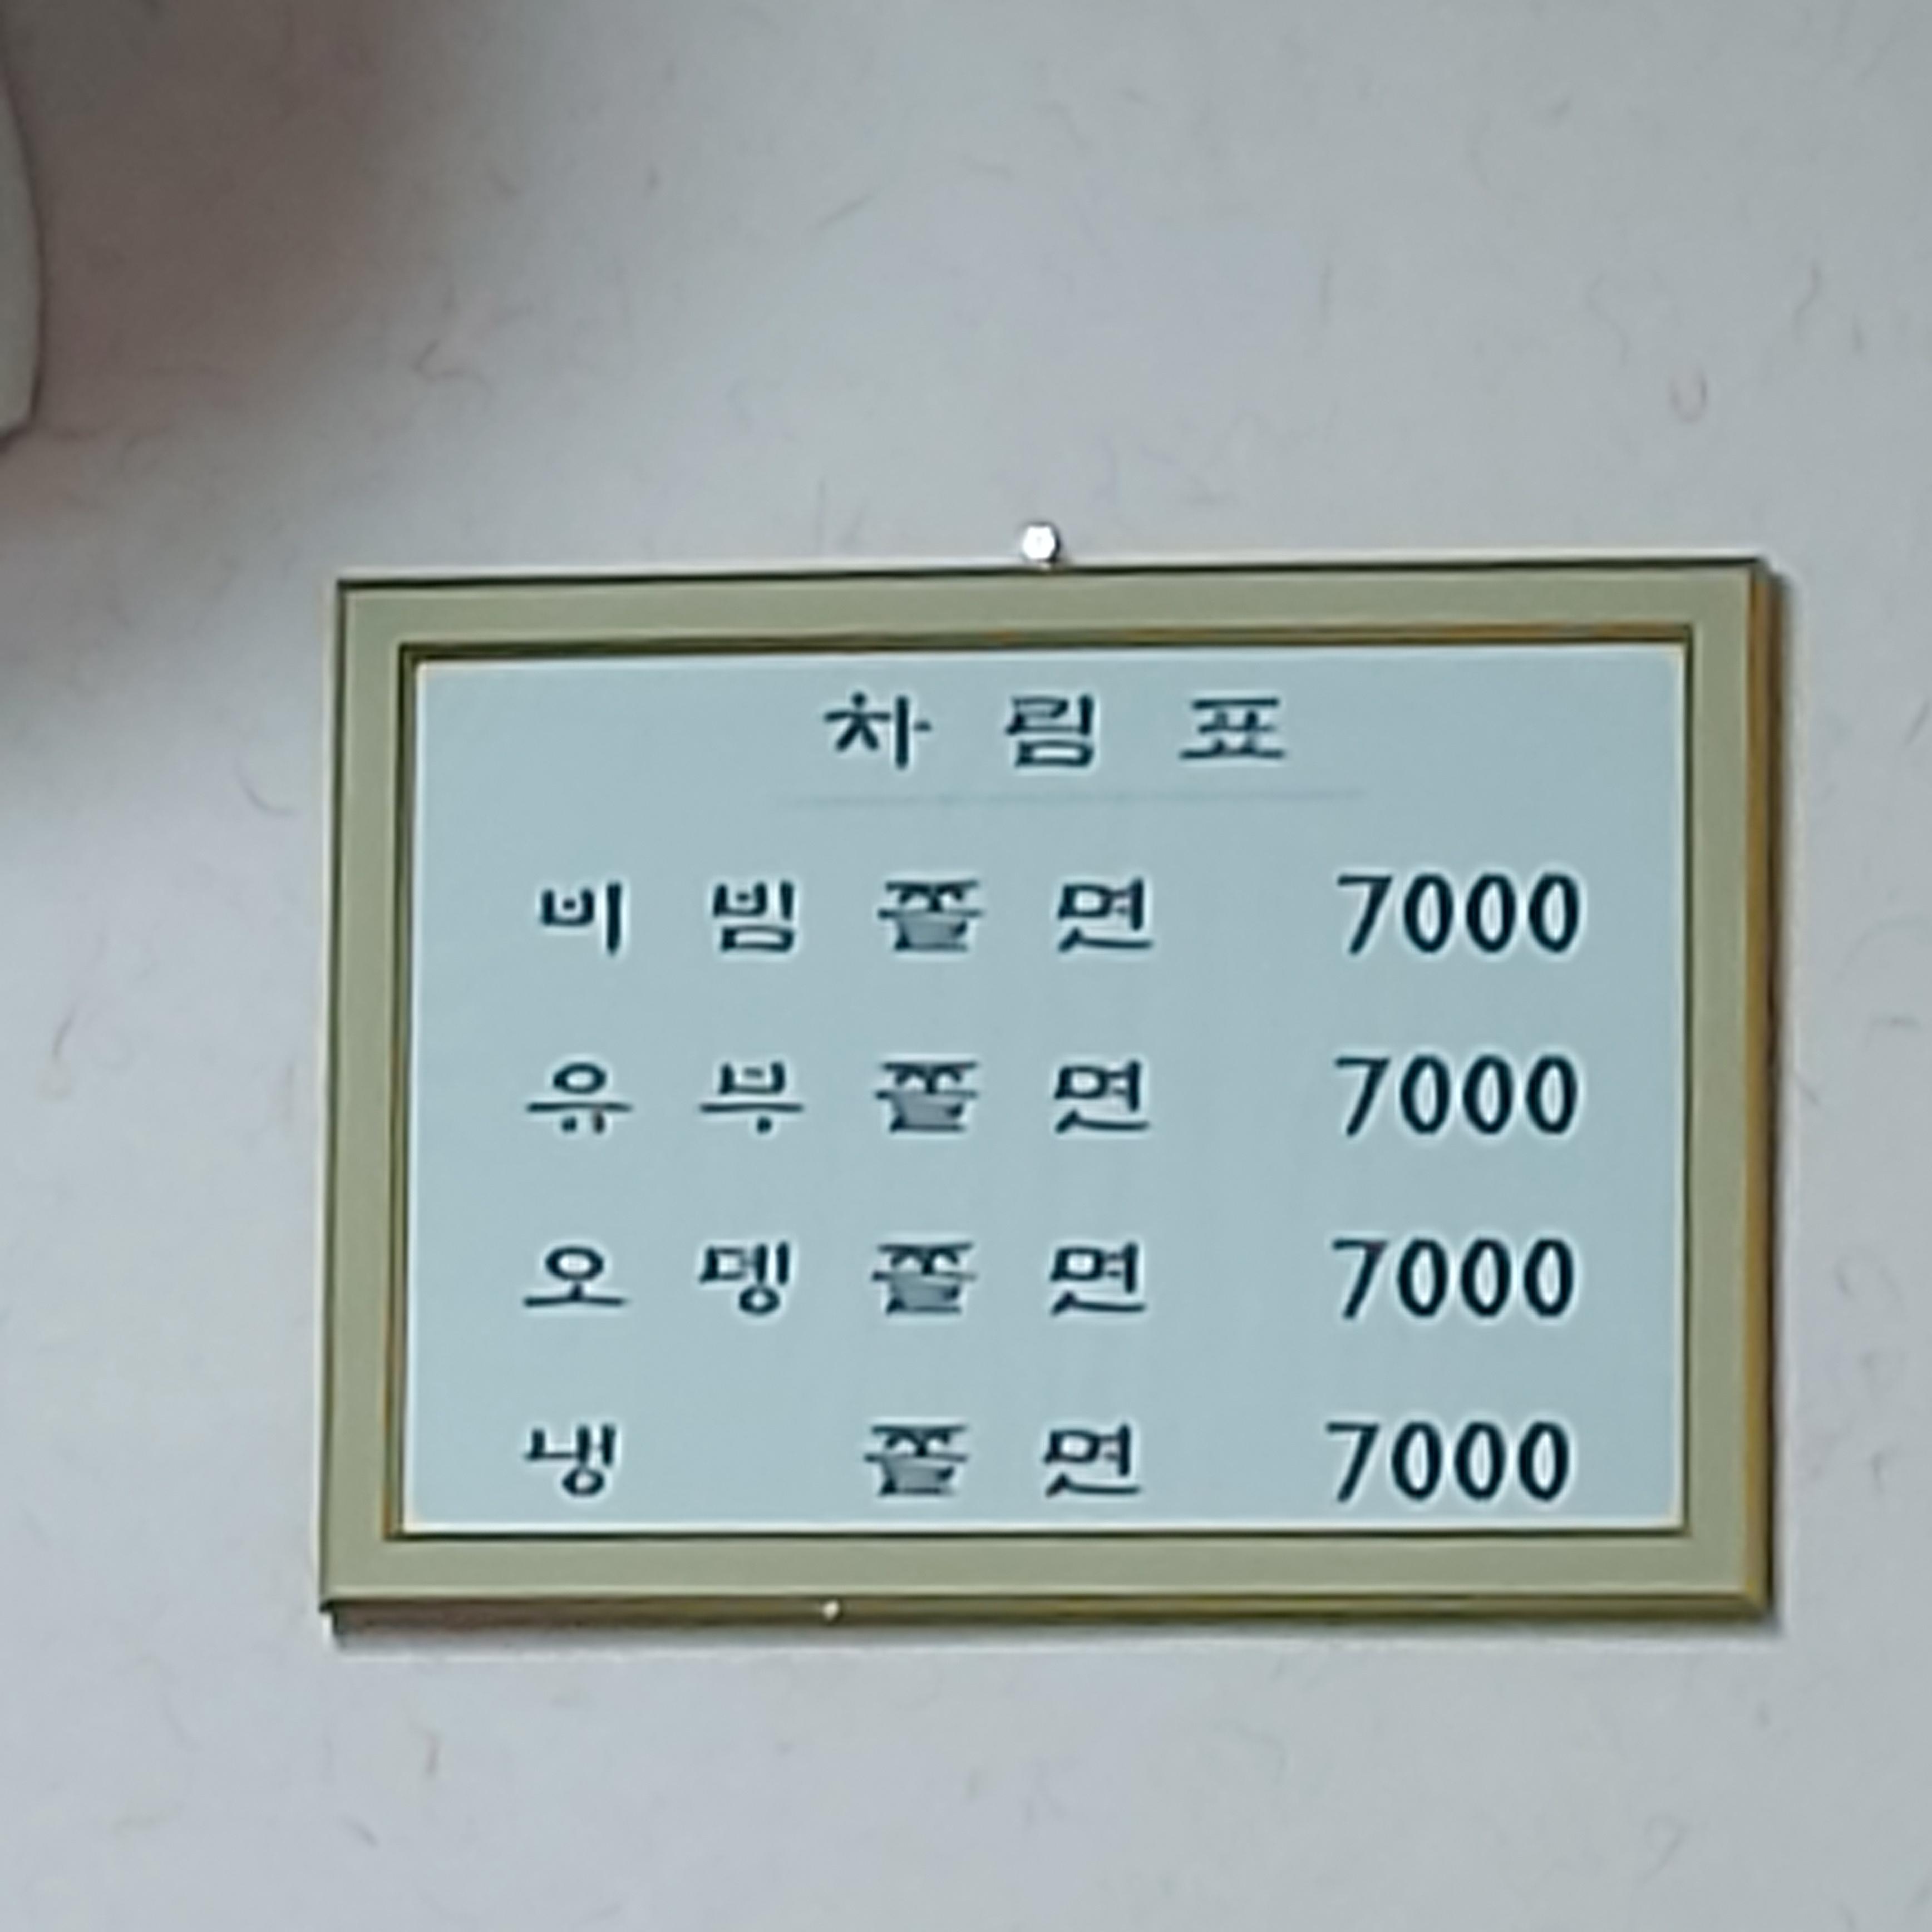 차 림 표
비 빔 쫄 면 7000
유 부 쫄 면 7000
오 뎅 쫄 면 7000
냉 쫄 면 7000